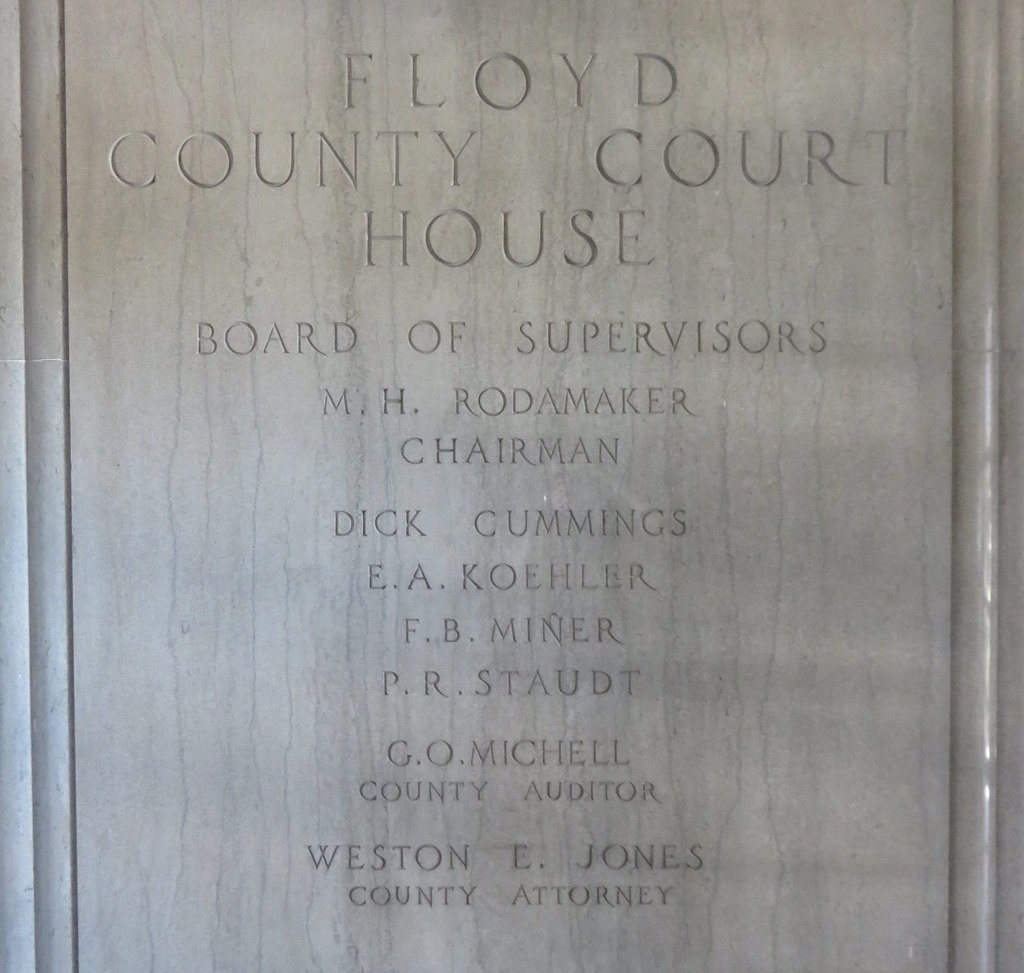 FLOYD
COUNTY COURT
HOUSE
BOARD OF SUPERVISORS
M. H. RODAMAKER
CHAIRMAN
DICK CUMMINGS
E. A. KOEHLER
F. B. MIÑER
P. R. STAUDT
G.O.MICHELL
COUNTY AUDITOR
WESTON E. JONES
COUNTY ATTORNEY